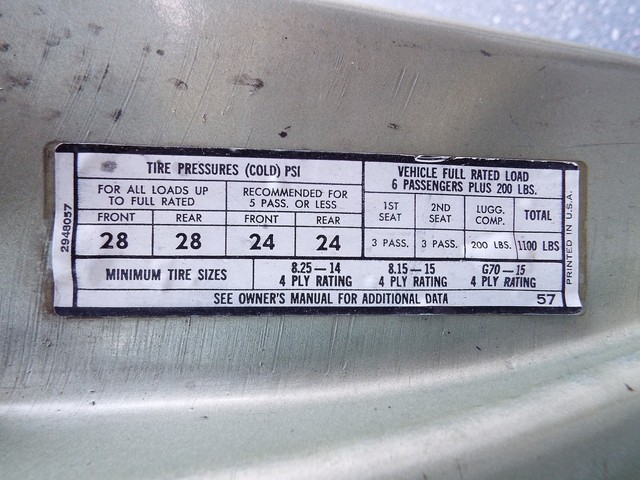 TIRE PRESSURES (COLD) PSI
FOR ALL LOADS UP
TO FULL RATED
RECOMMENDED FOR
5 PASS. OR LESS
FRONT REAR FRONT REAR
28 28 24 24
VEHICLE FULL RATED LOAD
6 PASSENGERS PLUS 200 LBS.
1ST
SEAT
2ND
SEAT
LUGG.
COMP.
TOTAL
3 PASS. 3 PASS. 200 LBS. 1100 LBS
MINIMUM TIRE SIZES
8.25—14
4 PLY RATING
8.15—15
4 PLY RATING
G70—15
4 PLY RATING
SEE OWNER'S MANUAL FOR ADDITIONAL DATA 57
2948057
PRINTED IN U.S.A.